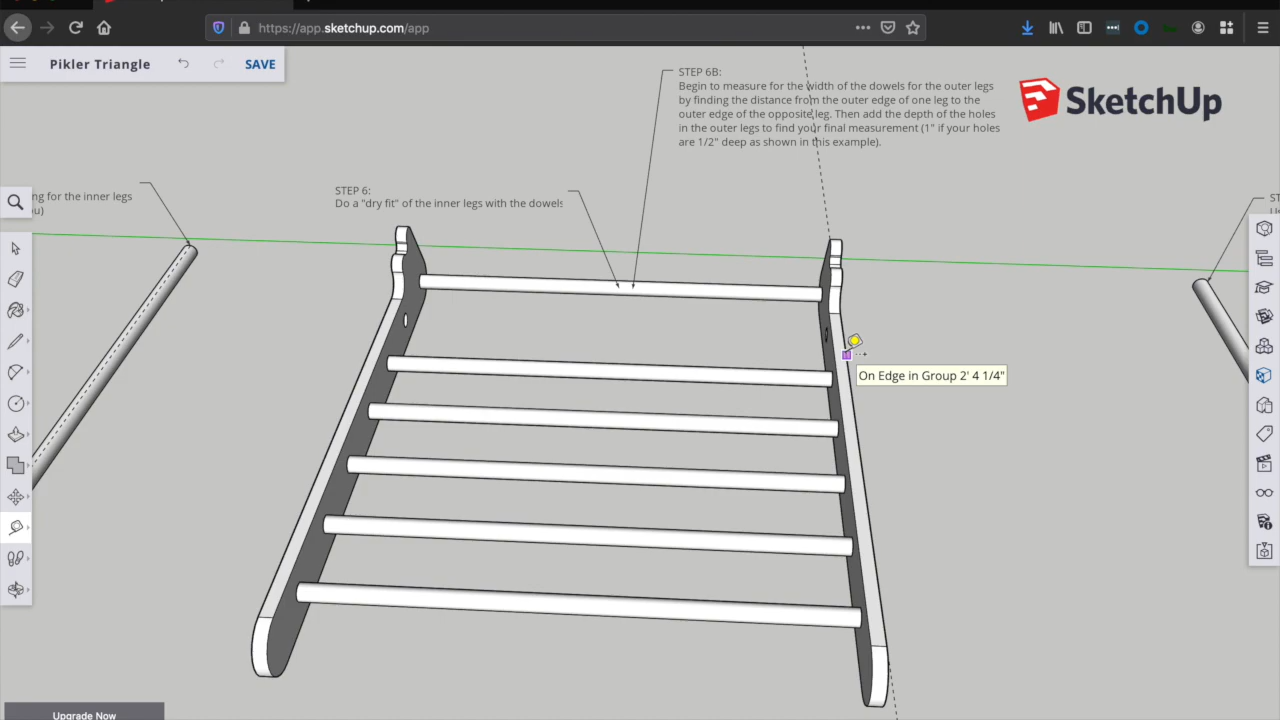 https://app.sketchup.com/app
Pikler Triangle
SAVE
STEP 6B:
Begin to measure for the width of the dowels for the outer legs
by finding the distance from the outer edge of one leg to the
outer edge of the opposite leg. Then add the depth of the holes
in the outer legs to find your final measurement (1" if your holes
are 1/2" deep as shown in this example).
SketchUp
STEP 6:
Do a "dry fit" of the inner legs with the dowels
ng for the inner legs
ou)
On Edge in Group 2' 4 1/4"
Upgrade Now